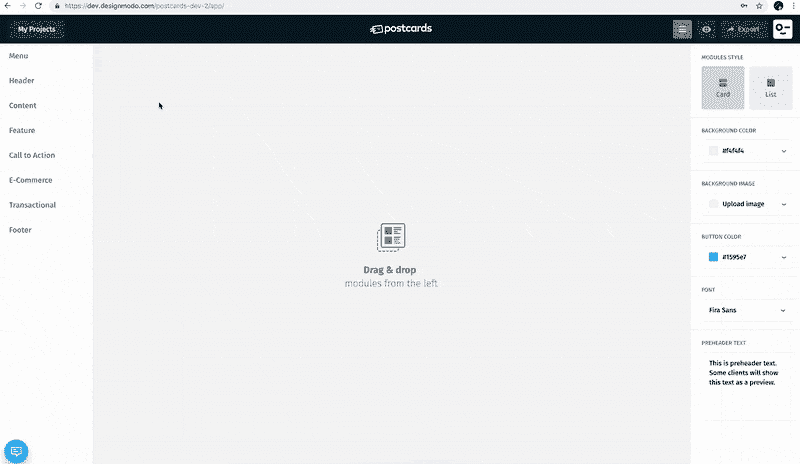 https://dev.designmodo.com/postcards-dev-2/app/
My Projects
postcards
Export
Menu
Header
Content
Feature
Call to Action
E-Commerce
Transactional
Footer
Drag & drop
modules from the left
MODULES STYLE
Card
List
BACKGROUND COLOR
#f4f4f4
BACKGROUND IMAGE
Upload image
BUTTON COLOR
#1595e7
FONT
Fira Sans
PREHEADER TEXT
This is preheader text.
Some clients will show
this text as a preview.